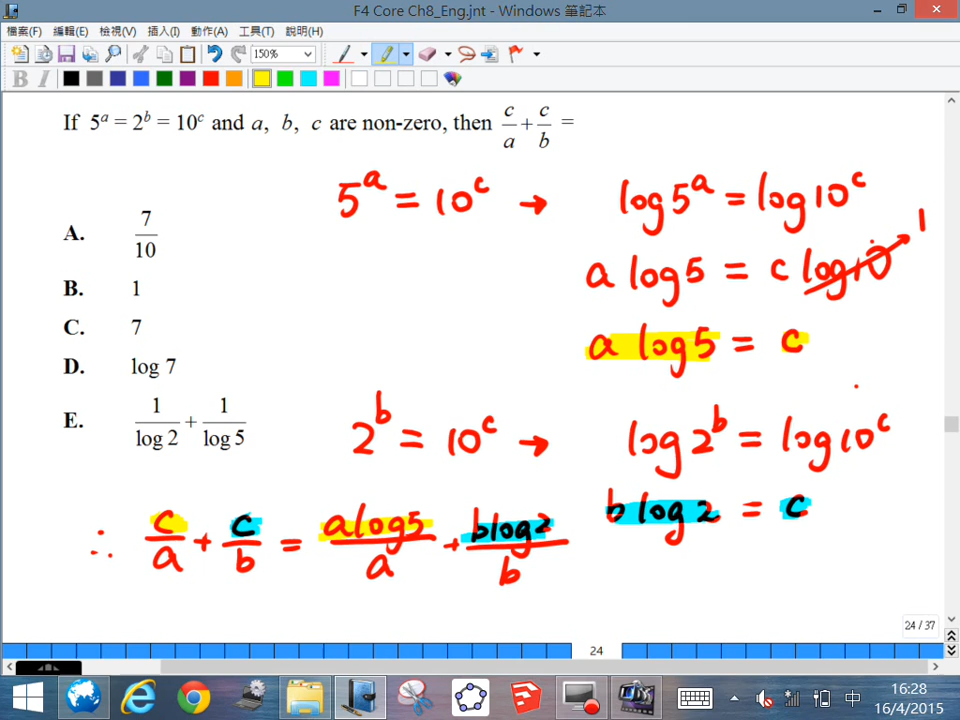 F4 Core Ch8_Eng.jnt - Windows 筆記本
檔案(F) 編輯(E) 檢視(V) 插入(I) 動作(A) 工具(T) 說明(H)
150%
B I
If 5^a = 2^b = 10^c and a, b, c are non-zero, then c/a + c/b =
5^a = 10^c → log 5^a = log 10^c
A. 7/10
a log 5 = c log 10 1
B. 1
C. 7
a log 5 = c
D. log 7
E. 1/log 2 + 1/log 5
2^b = 10^c → log 2^b = log 10^c
b log 2 = c
∴ c/a + c/b = a log 5/a + b log 2/b
24 / 37
24
中
16:28
16/4/2015